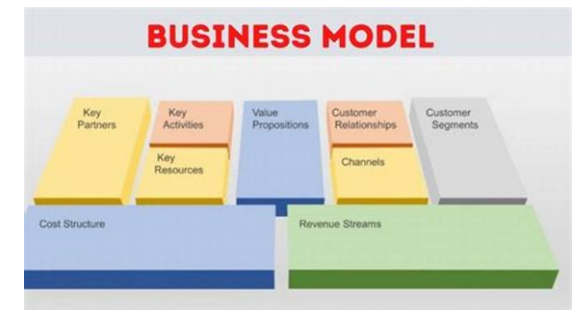 BUSINESS MODEL
Key
Partners
Key
Activities
Key
Resources
Value
Propositions
Customer
Relationships
Channels
Customer
Segments
Cost Structure
Revenue Streams